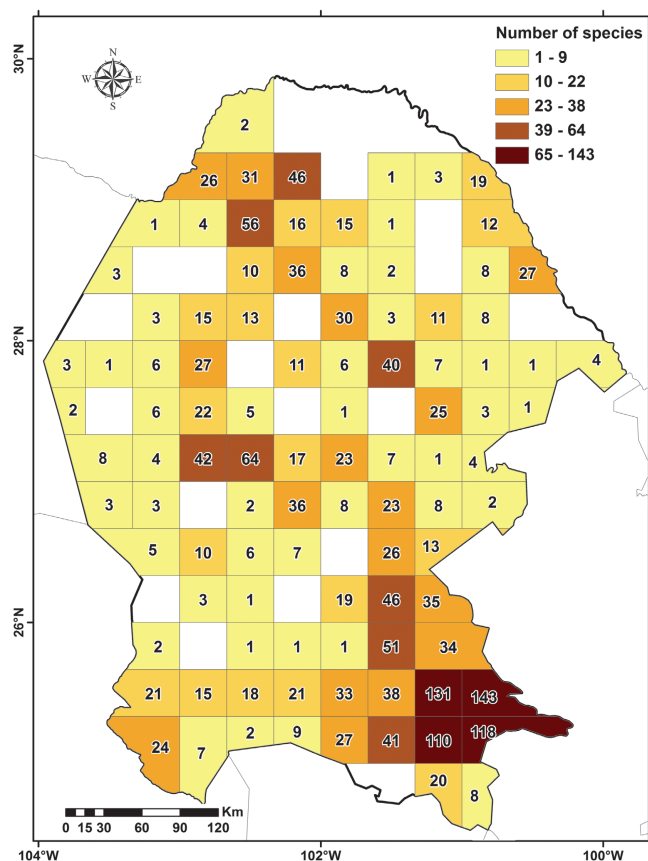 Number of species
1 - 9
10 - 22
23 - 38
39 - 64
65 - 143
30°N
28°N
26°N
N
W E
S
2
26 31 46 1 3 19
1 4 56 16 15 1 12
3 10 36 8 2 8 27
3 15 13 30 3 11 8
3 1 6 27 11 6 40 7 1 1 4
2 6 22 5 1 25 3 1
8 4 42 64 17 23 7 1 4
3 3 2 36 8 23 8 2
5 10 6 7 26 13
3 1 19 46 35
2 1 1 1 51 34
21 15 18 21 33 38 131 143
24 7 2 9 27 41 110 118
20 8
Km
0 15 30 60 90 120
104°W 102°W 100°W